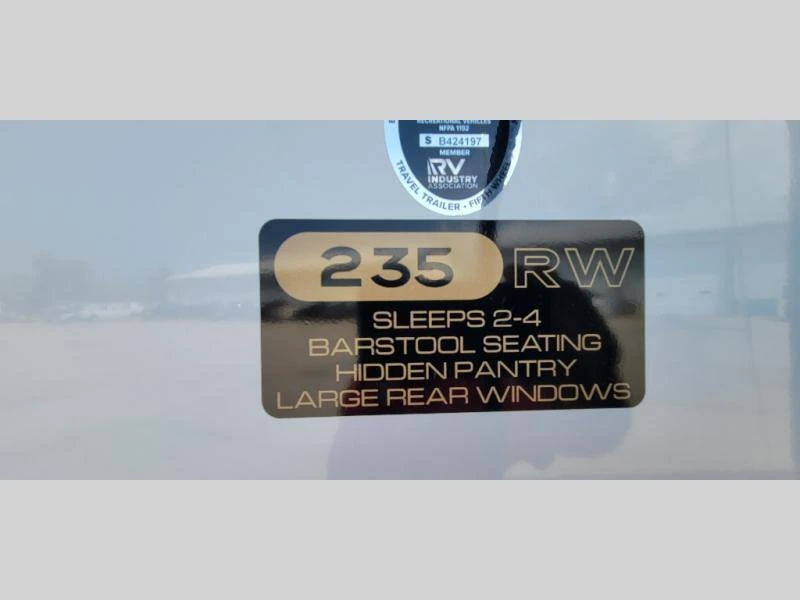 RECREATIONAL VEHICLES
NFPA 1192
S B424197
MEMBER
RV
INDUSTRY
ASSOCIATION
TRAVEL TRAILER • FIFTH WHEEL
235 RW
SLEEPS 2-4
BARSTOOL SEATING
HIDDEN PANTRY
LARGE REAR WINDOWS